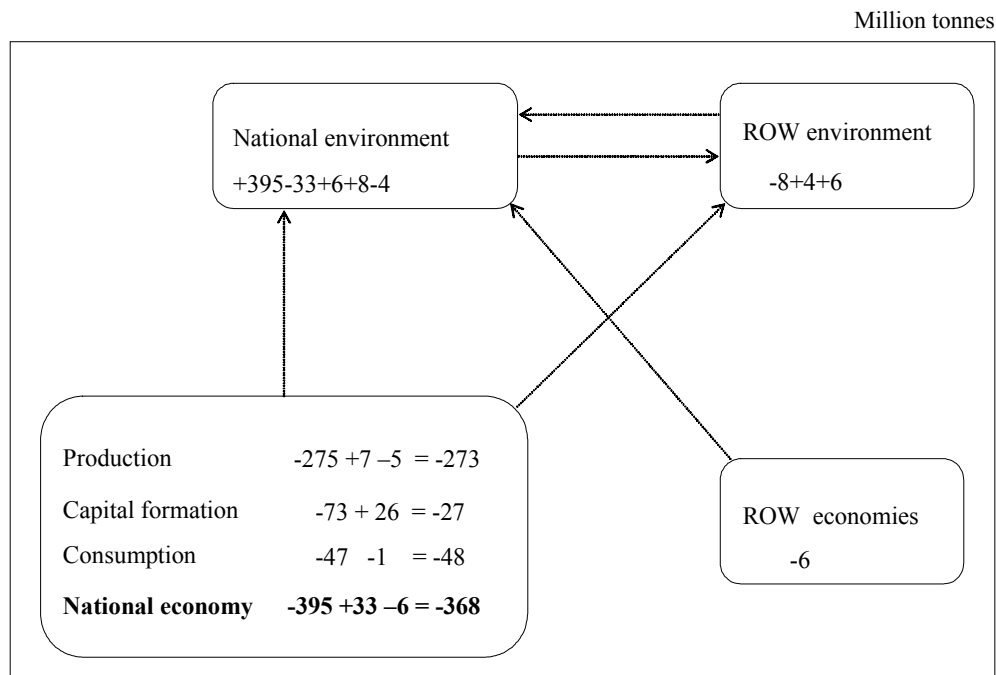 Million tonnes
National environment
+395-33+6+8-4
ROW environment
-8+4+6
Production -275 +7 –5 = -273
Capital formation -73 + 26 = -27
Consumption -47 -1 = -48
National economy -395 +33 –6 = -368
ROW economies
-6